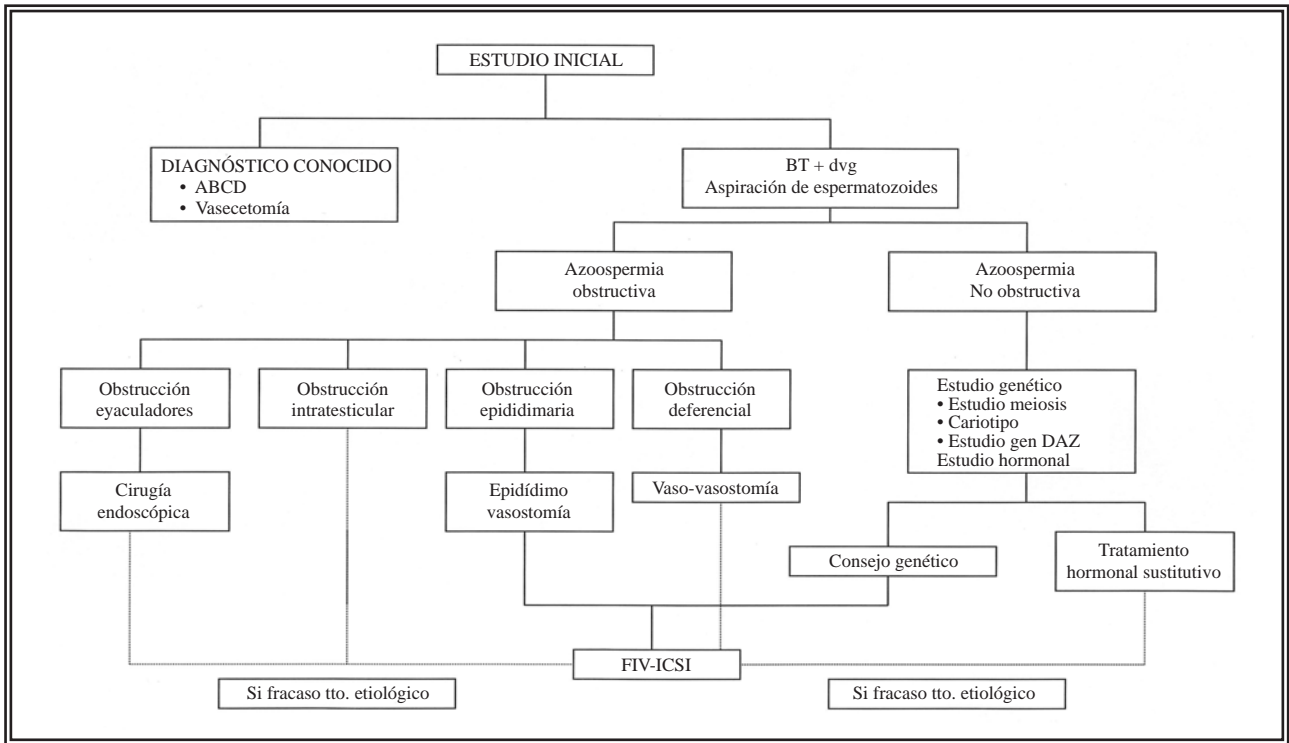 ESTUDIO INICIAL
DIAGNÓSTICO CONOCIDO
• ABCD
• Vasecetomía
BT + dvg
Aspiración de espermatozoides
Azoospermia
obstructiva
Azoospermia
No obstructiva
Obstrucción
eyaculadores
Obstrucción
intratesticular
Obstrucción
epididimaria
Obstrucción
deferencial
Estudio genético
• Estudio meiosis
• Cariotipo
• Estudio gen DAZ
Estudio hormonal
Cirugía
endoscópica
Epidídimo
vasostomía
Vaso-vasostomía
Consejo genético
Tratamiento
hormonal sustitutivo
FIV-ICSI
Si fracaso tto. etiológico
Si fracaso tto. etiológico